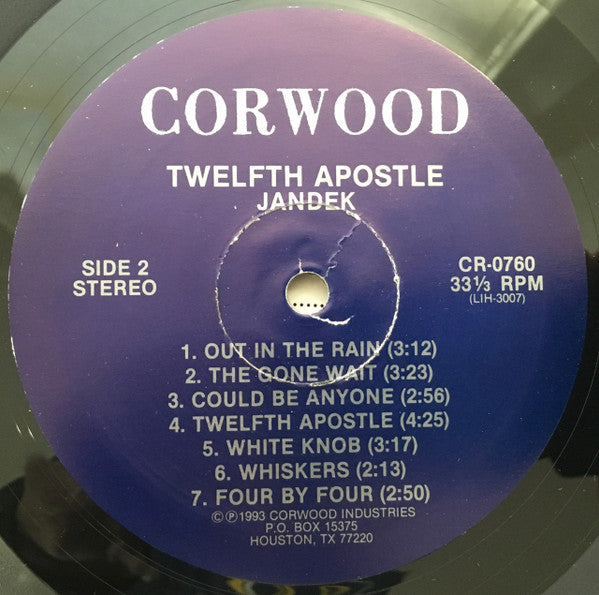 CORWOOD
TWELFTH APOSTLE
JANDEK
SIDE 2
STEREO
CR-0760
33⅓ RPM
(LIH-3007)
1. OUT IN THE RAIN (3:12)
2. THE GONE WAIT (3:23)
3. COULD BE ANYONE (2:56)
4. TWELFTH APOSTLE (4:25)
5. WHITE KNOB (3:17)
6. WHISKERS (2:13)
7. FOUR BY FOUR (2:50)
©℗1993 CORWOOD INDUSTRIES
P.O. BOX 15375
HOUSTON, TX 77220